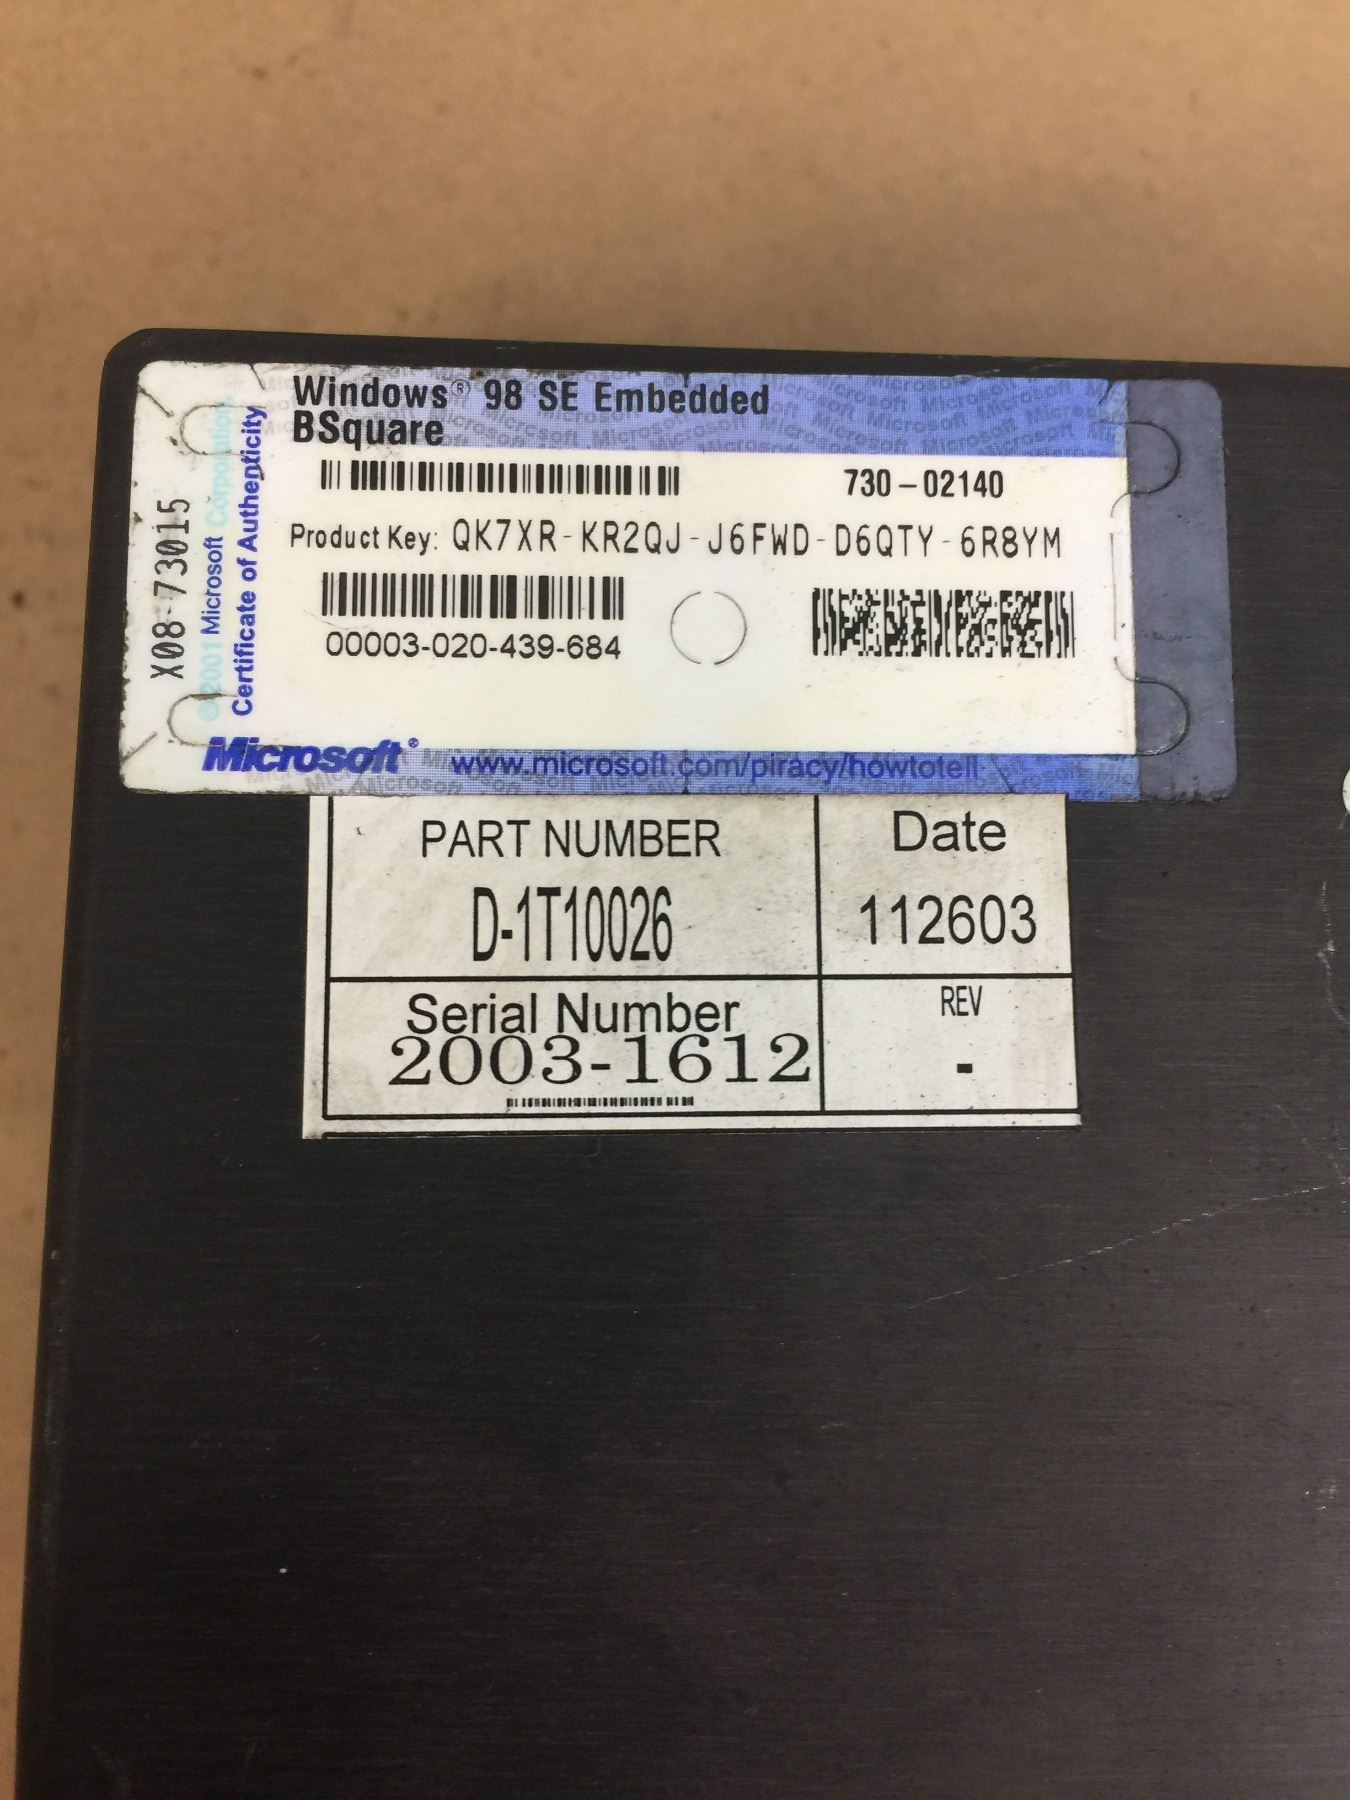 Windows® 98 SE Embedded
BSquare
730-02140
Product Key: QK7XR-KR2QJ-J6FWD-D6QTY-6R8YM
00003-020-439-684
X08-73015
©2001 Microsoft Corporation
Certificate of Authenticity
Microsoft®
www.microsoft.com/piracy/howtotell
PART NUMBER
D-1T10026
Date
112603
Serial Number
2003-1612
REV
-